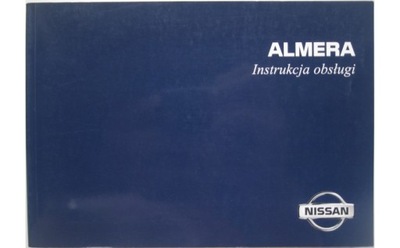 ALMERA
Instrukcja obsługi
NISSAN